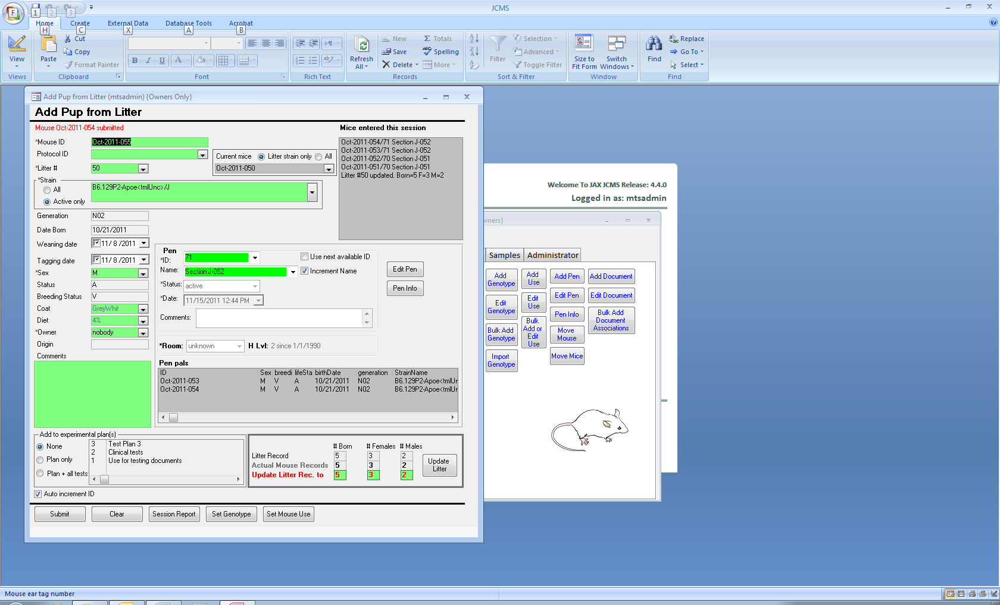 JCMS
F 1 2 3
Home Create External Data Database Tools Acrobat
H C X A B
View
Paste
Cut
Copy
Format Painter
B I U A
Refresh All
New
Save
Delete
Totals
Spelling
More
Filter
Selection
Advanced
Toggle Filter
Size to Fit Form
Switch Windows
Find
Replace
Go To
Select
Views Clipboard Font Rich Text Records Sort & Filter Window Find
Add Pup from Litter (mtsadmin) {Owners Only}
Add Pup from Litter
Mouse Oct-2011-054 submitted
*Mouse ID Oct-2011-055
Protocol ID
*Litter # 50
Current mice Litter strain only All
Oct-2011-050
*Strain
All
Active only
B6.129P2-Apoe<tmlUnc>/J
Mice entered this session
Oct-2011-054/71 Section J-052
Oct-2011-053/71 Section J-052
Oct-2011-052/70 Section J-051
Oct-2011-051/70 Section J-051
Litter #50 updated. Born=5 F=3 M=2
Generation N02
Date Born 10/21/2011
Weaning date 11/ 8 /2011
Tagging date 11/ 8 /2011
*Sex M
Status A
Breeding Status V
Coat GreyWhit
Diet 4%
*Owner nobody
Origin
Comments
Pen
*ID: 71
Use next available ID
Name: Section J-052
Increment Name
*Status: active
*Date: 11/15/2011 12:44 PM
Comments:
Edit Pen
Pen Info
*Room: unknown H Lvl: 2 since 1/1/1990
Pen pals
ID Sex breedi lifeSta birthDate generation StrainName
Oct-2011-053 M V A 10/21/2011 N02 B6.129P2-Apoe<tmlUr
Oct-2011-054 M V A 10/21/2011 N02 B6.129P2-Apoe<tmlUr
Add to experimental plan(s)
None
Plan only
Plan + all tests
3 Test Plan 3
2 Clinical tests
1 Use for testing documents
# Born # Females # Males
Litter Record 5 3 2
Actual Mouse Records 5 3 2
Update Litter Rec. to 5 3 2
Update Litter
Auto increment ID
Submit Clear Session Report Set Genotype Set Mouse Use
Welcome To JAX JCMS Release: 4.4.0
Logged in as: mtsadmin
wners}
Samples Administrator
Add Genotype
Edit Genotype
Bulk Add Genotype
Import Genotype
Add Use
Edit Use
Bulk Add or Edit Use
Add Pen
Edit Pen
Pen Info
Move Mouse
Move Mice
Add Document
Edit Document
Bulk Add Document Associations
Mouse ear tag number